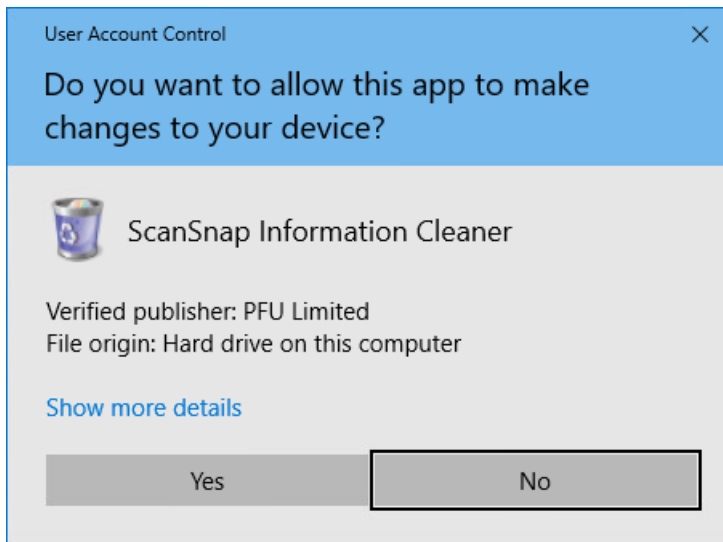 User Account Control
Do you want to allow this app to make
changes to your device?
ScanSnap Information Cleaner
Verified publisher: PFU Limited
File origin: Hard drive on this computer
Show more details
Yes
No